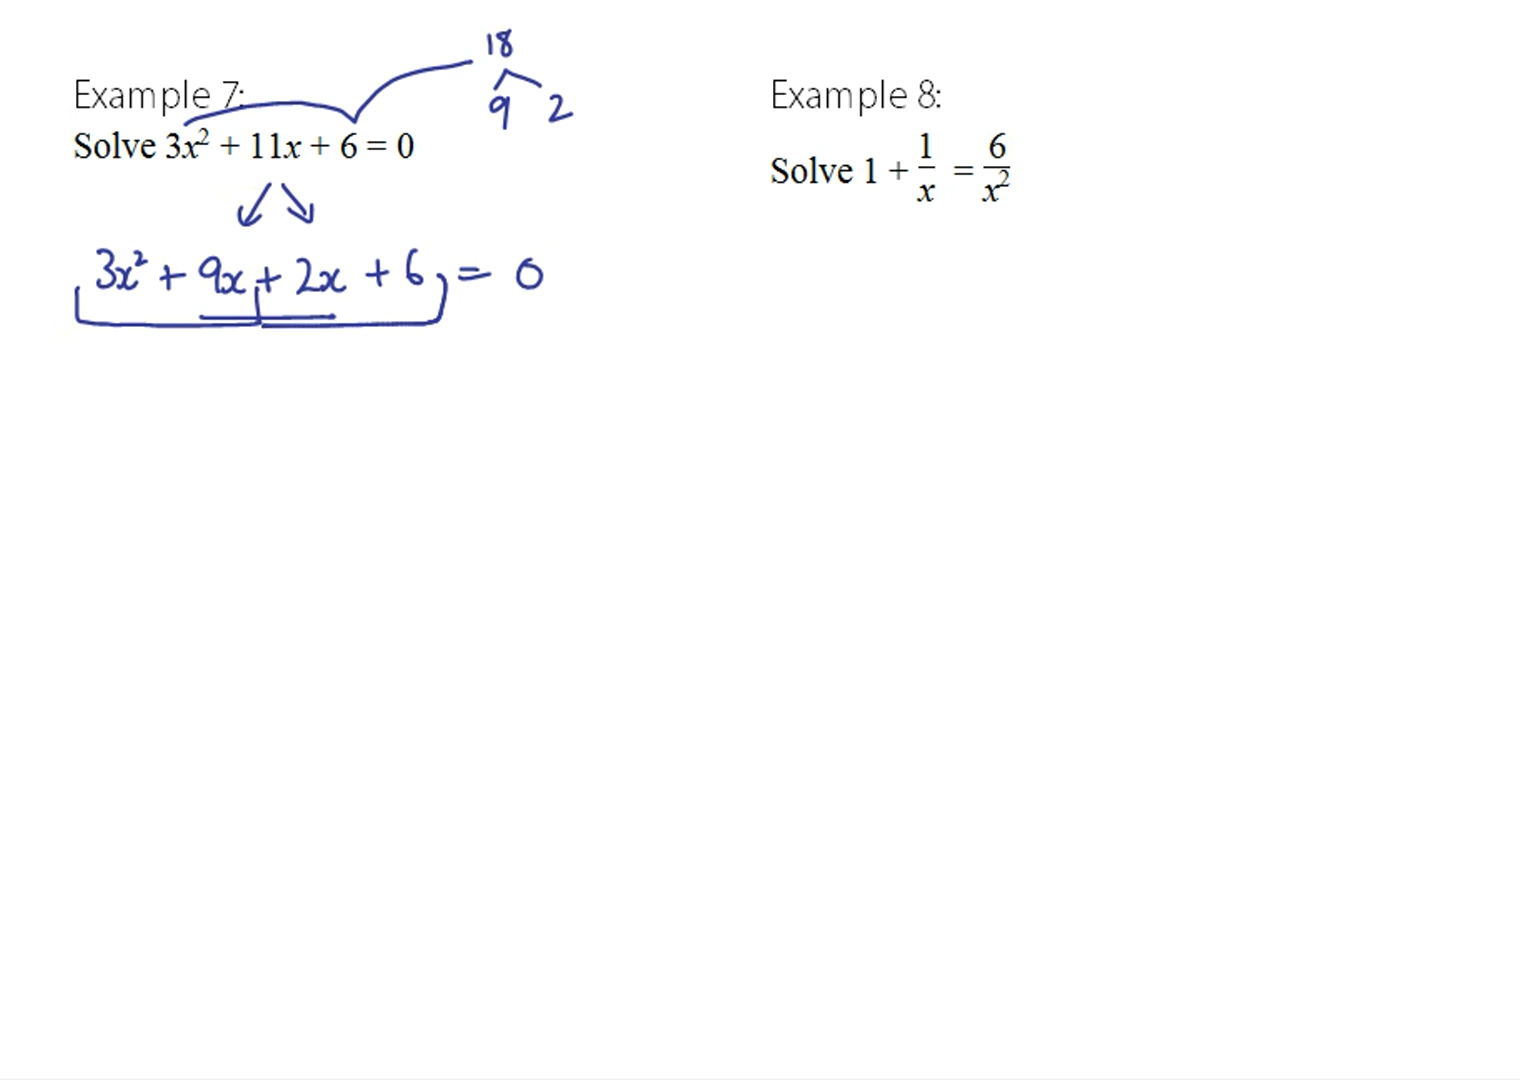 Example 7:
Solve 3x² + 11x + 6 = 0
18
9 2
3x² + 9x + 2x + 6 = 0
Example 8:
Solve 1 + 1/x = 6/x²